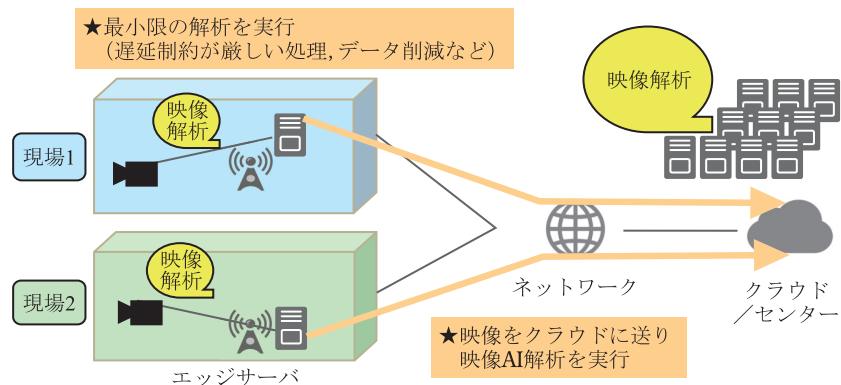 ★最小限の解析を実行
（遅延制約が厳しい処理,データ削減など）
映像解析
映像
解析
現場1
映像
解析
現場2
ネットワーク
クラウド
／センター
★映像をクラウドに送り
映像AI解析を実行
エッジサーバ